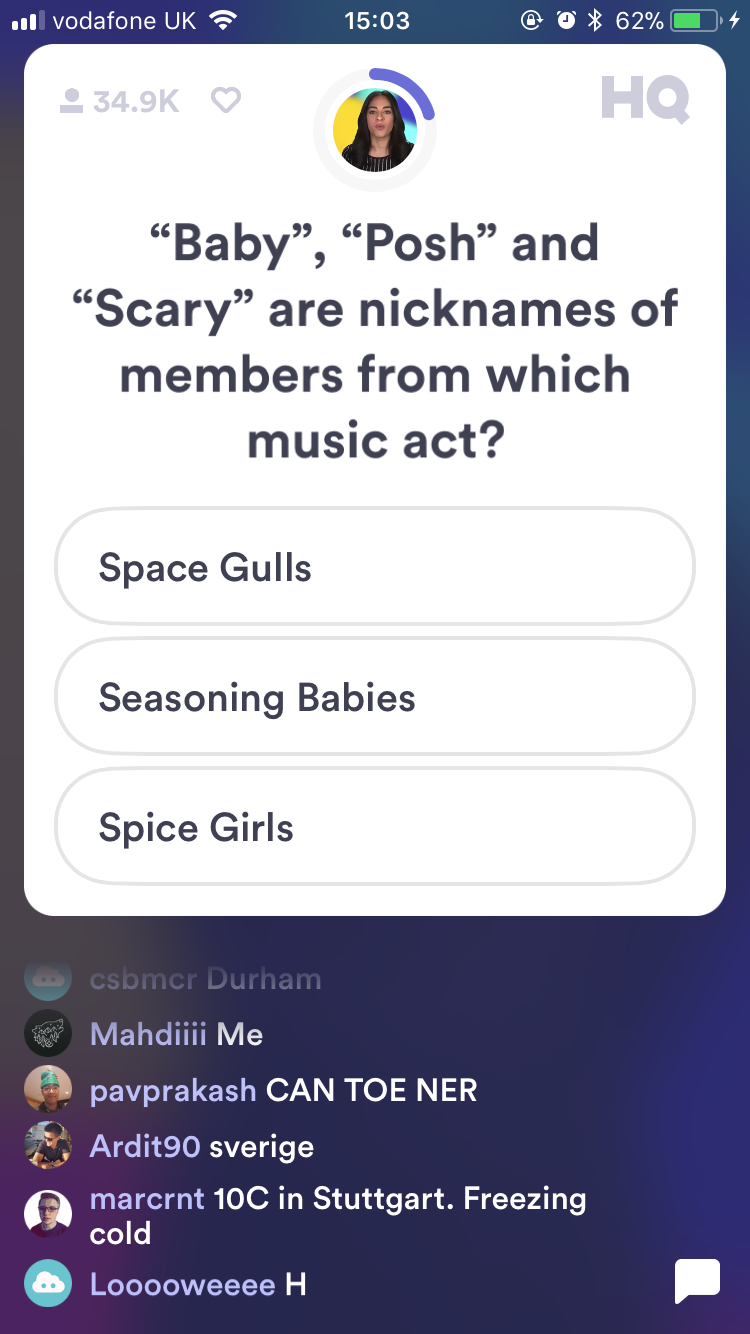 vodafone UK 15:03 62%
34.9K HQ
“Baby”, “Posh” and
“Scary” are nicknames of
members from which
music act?
Space Gulls
Seasoning Babies
Spice Girls
csbmcr Durham
Mahdiiii Me
pavprakash CAN TOE NER
Ardit90 sverige
marcrnt 10C in Stuttgart. Freezing
cold
Looooweeee H